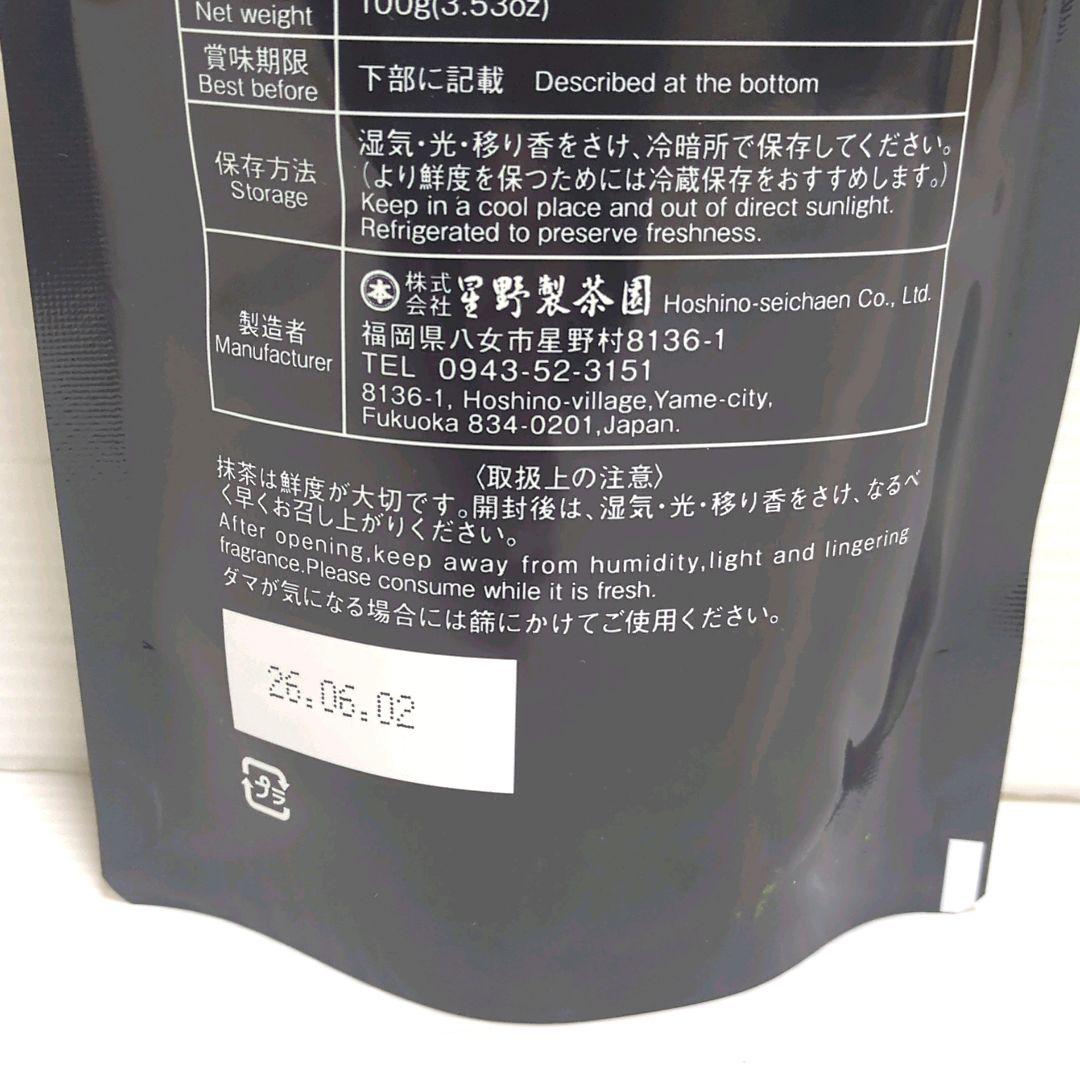 Net weight 100g(3.53oz)
賞味期限
Best before
下部に記載 Described at the bottom
保存方法
Storage
湿気・光・移り香をさけ、冷暗所で保存してください。
(より鮮度を保つためには冷蔵保存をおすすめします。)
Keep in a cool place and out of direct sunlight.
Refrigerated to preserve freshness.
製造者
Manufacturer
本 株式会社 星野製茶園 Hoshino-seichaen Co., Ltd.
福岡県八女市星野村8136-1
TEL 0943-52-3151
8136-1, Hoshino-village,Yame-city,
Fukuoka 834-0201,Japan.
〈取扱上の注意〉
抹茶は鮮度が大切です。開封後は、湿気・光・移り香をさけ、なるべ
く早くお召し上がりください。
After opening,keep away from humidity,light and lingering
fragrance.Please consume while it is fresh.
ダマが気になる場合には篩にかけてご使用ください。
26.06.02
プラ